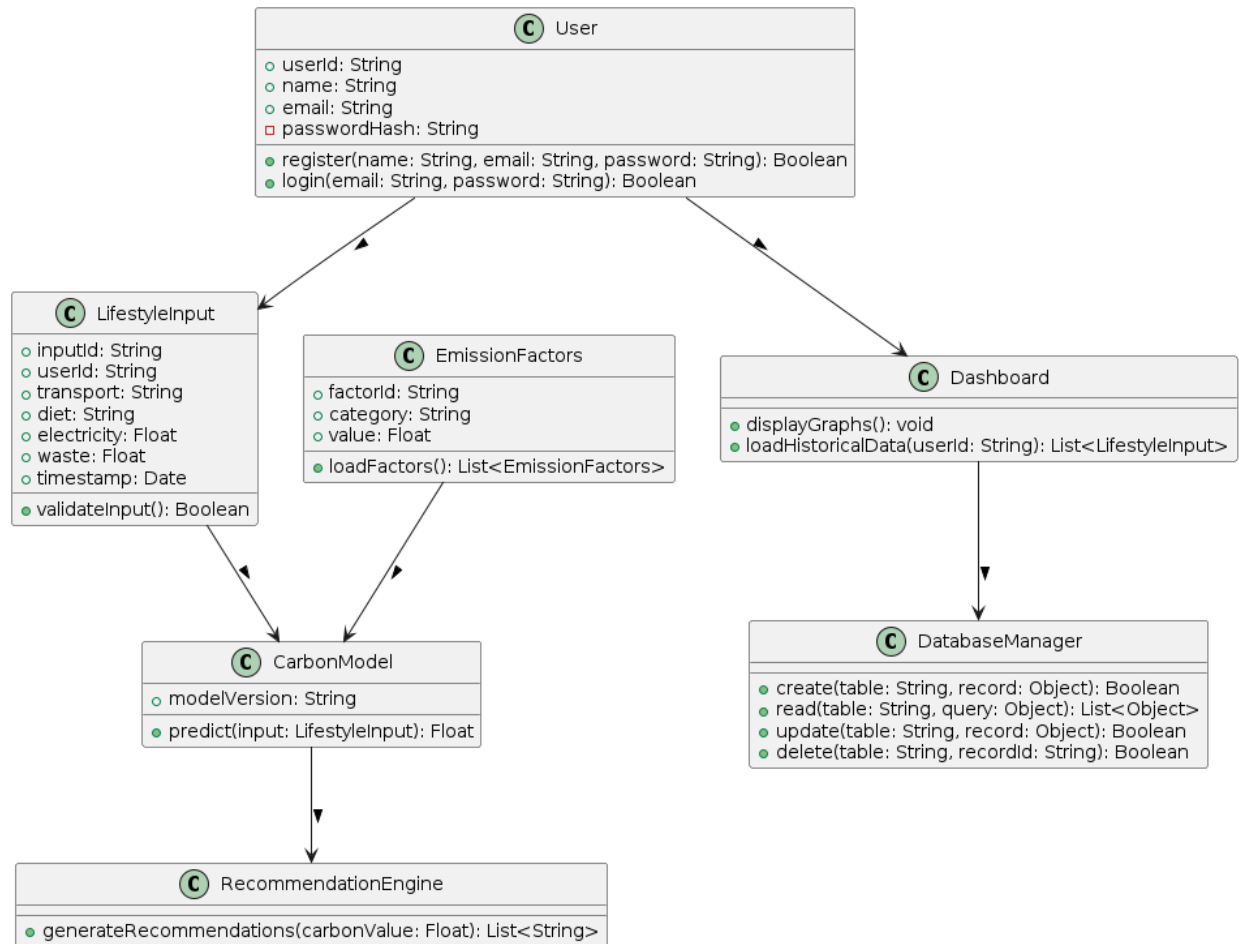 C User
userId: String
name: String
email: String
passwordHash: String
register(name: String, email: String, password: String): Boolean
login(email: String, password: String): Boolean
C LifestyleInput
inputId: String
userId: String
transport: String
diet: String
electricity: Float
waste: Float
timestamp: Date
validateInput(): Boolean
C EmissionFactors
factorId: String
category: String
value: Float
loadFactors(): List<EmissionFactors>
C Dashboard
displayGraphs(): void
loadHistoricalData(userId: String): List<LifestyleInput>
C CarbonModel
modelVersion: String
predict(input: LifestyleInput): Float
C DatabaseManager
create(table: String, record: Object): Boolean
read(table: String, query: Object): List<Object>
update(table: String, record: Object): Boolean
delete(table: String, recordId: String): Boolean
C RecommendationEngine
generateRecommendations(carbonValue: Float): List<String>